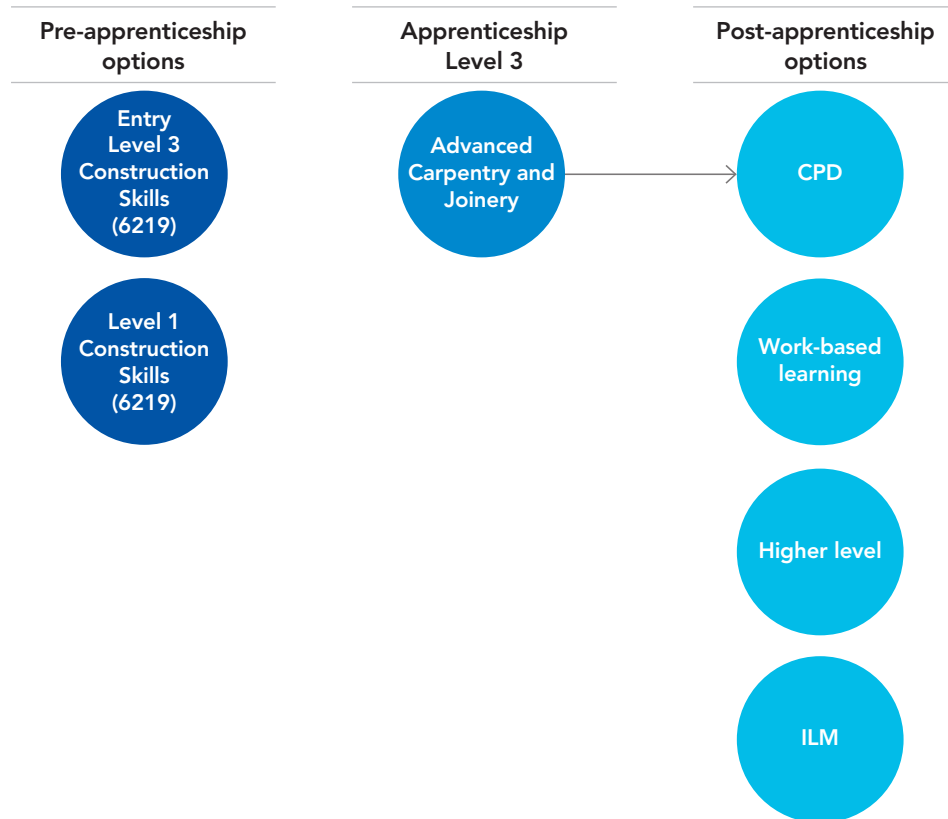 Pre-apprenticeship
options
Apprenticeship
Level 3
Post-apprenticeship
options
Entry
Level 3
Construction
Skills
(6219)
Level 1
Construction
Skills
(6219)
Advanced
Carpentry and
Joinery
CPD
Work-based
learning
Higher level
ILM